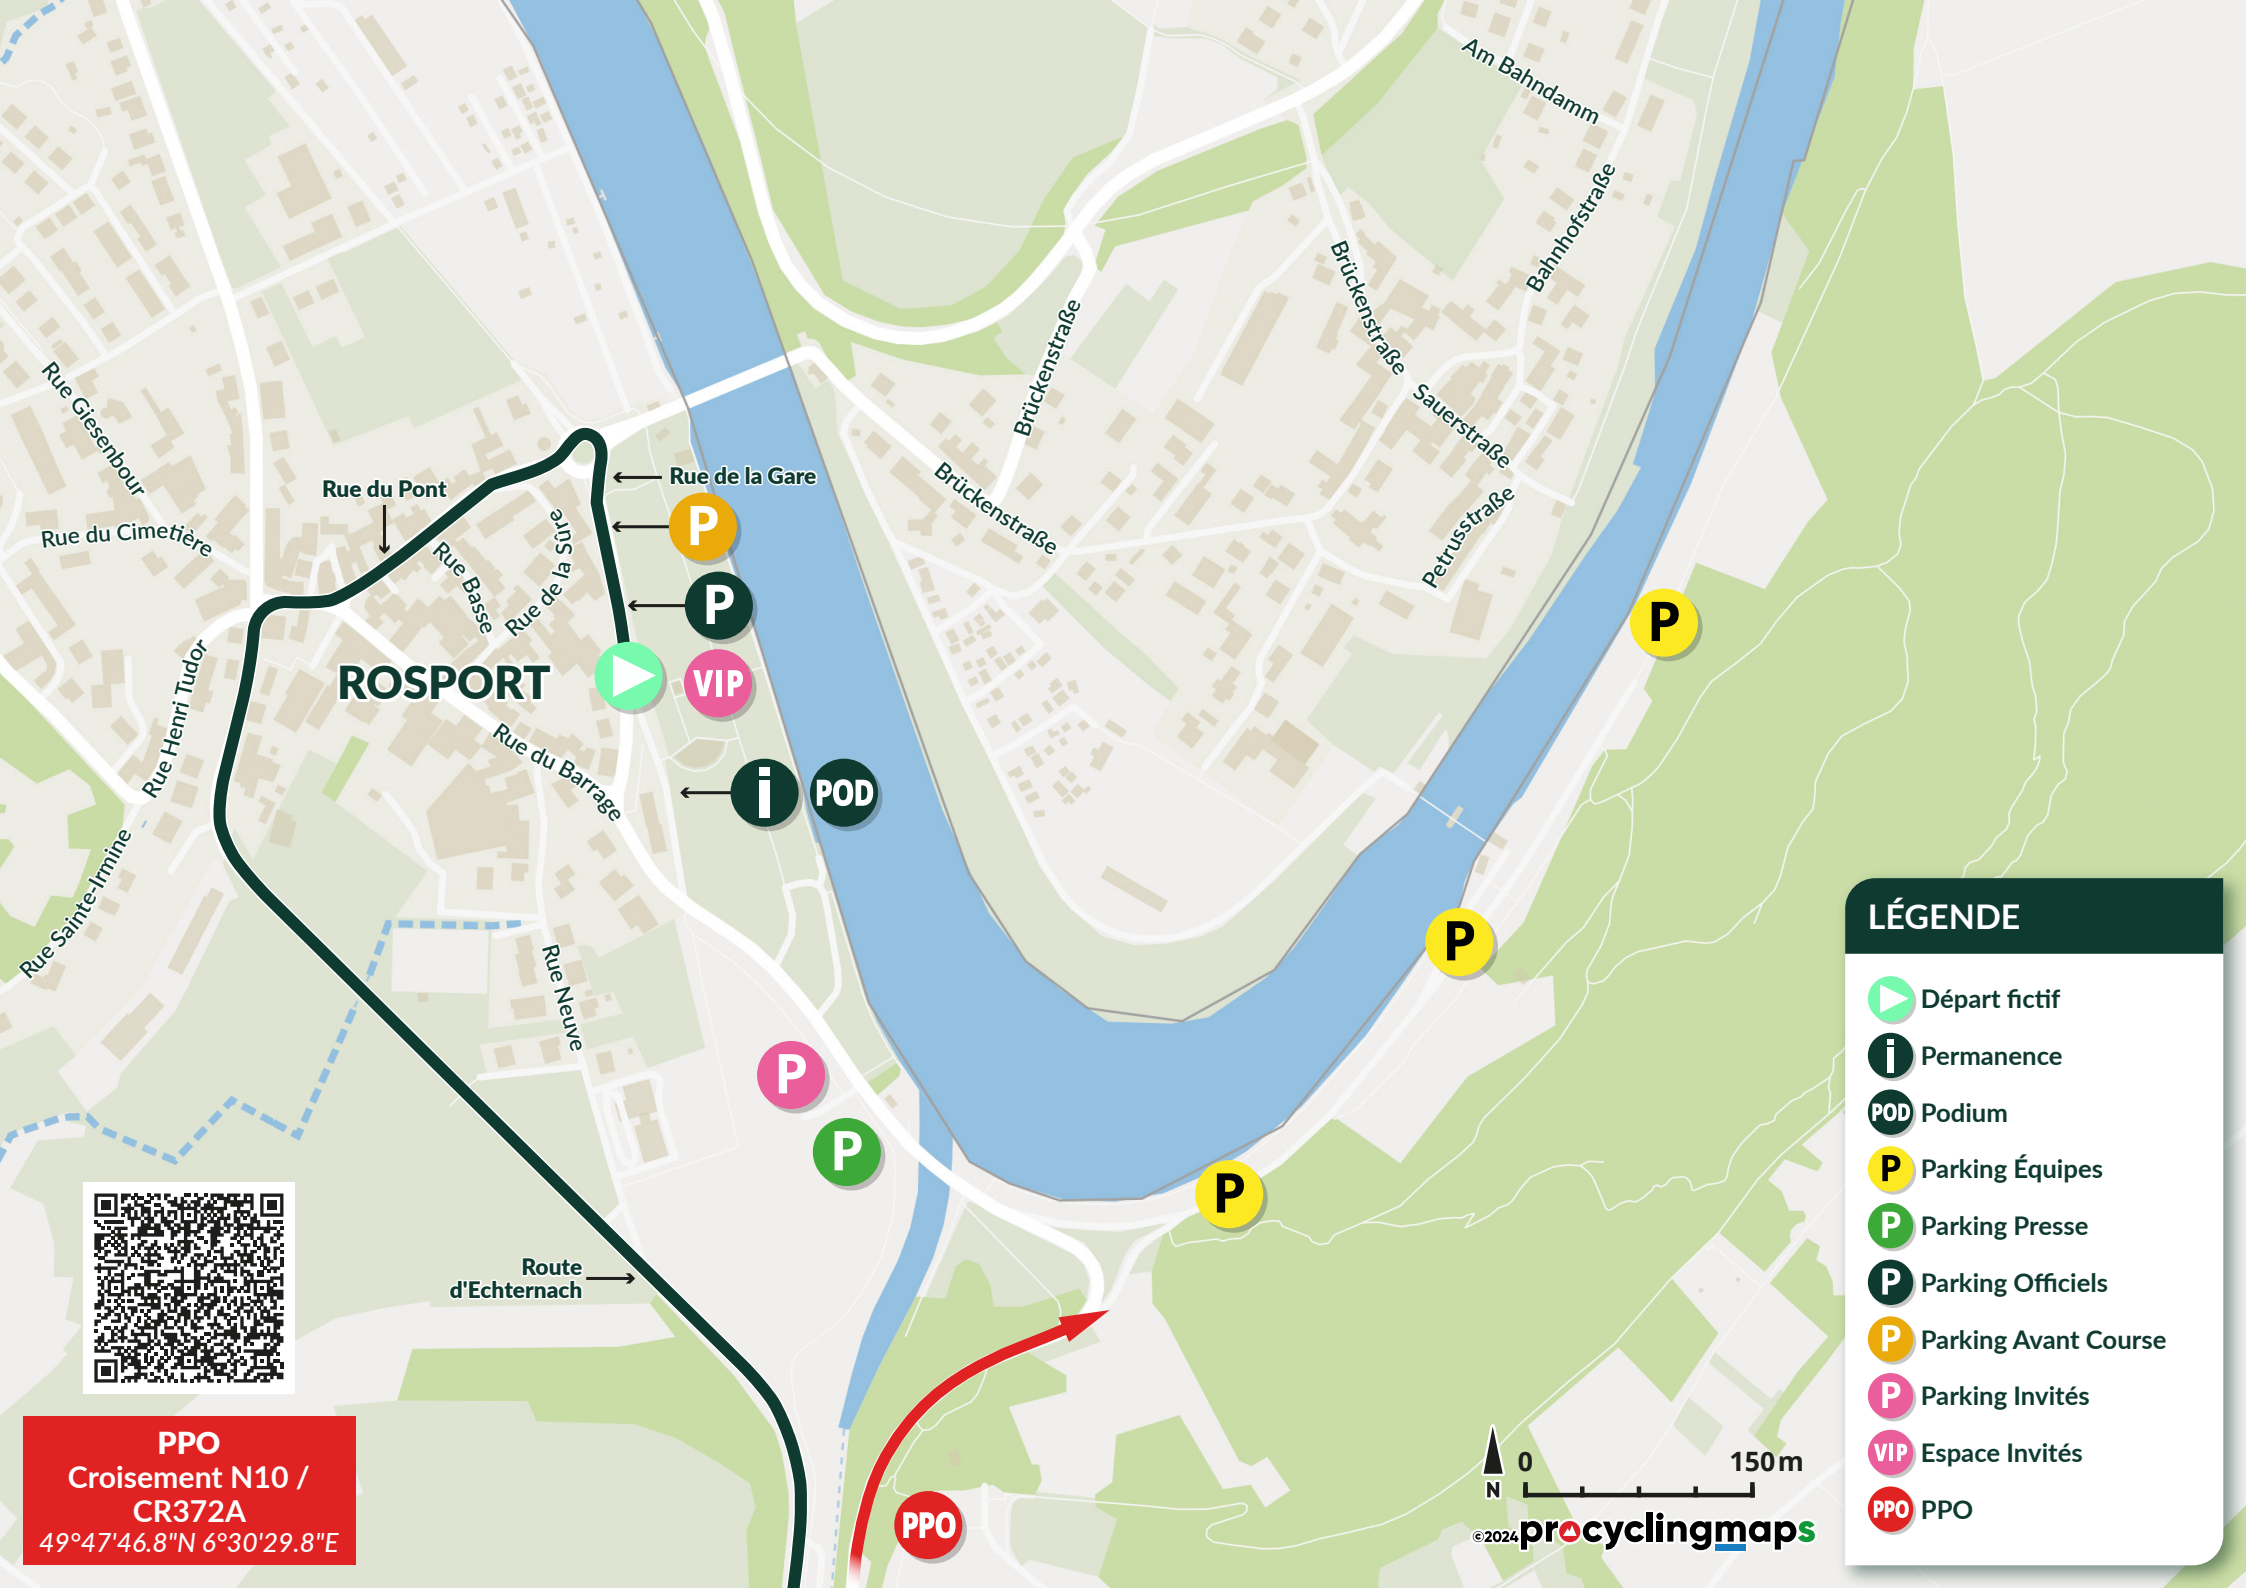 Am Bahndamm
Bahnhofstraße
Brückenstraße
Brückenstraße
Sauerstraße
Rue Giesenbour
Brückenstraße
Petrusstraße
Rue de la Gare
Rue du Pont
P
Rue du Cimetière
Rue Basse
Rue de la Sûre
P
P
ROSPORT
VIP
Rue Henri Tudor
Rue du Barrage
i
POD
Rue Sainte-Irmine
P
Rue Neuve
P
P
P
Route
d'Echternach
PPO
PPO
Croisement N10 /
CR372A
49°47'46.8"N 6°30'29.8"E
N
0
150m
©2024 procyclingmaps
LÉGENDE
Départ fictif
i Permanence
POD Podium
P Parking Équipes
P Parking Presse
P Parking Officiels
P Parking Avant Course
P Parking Invités
VIP Espace Invités
PPO PPO